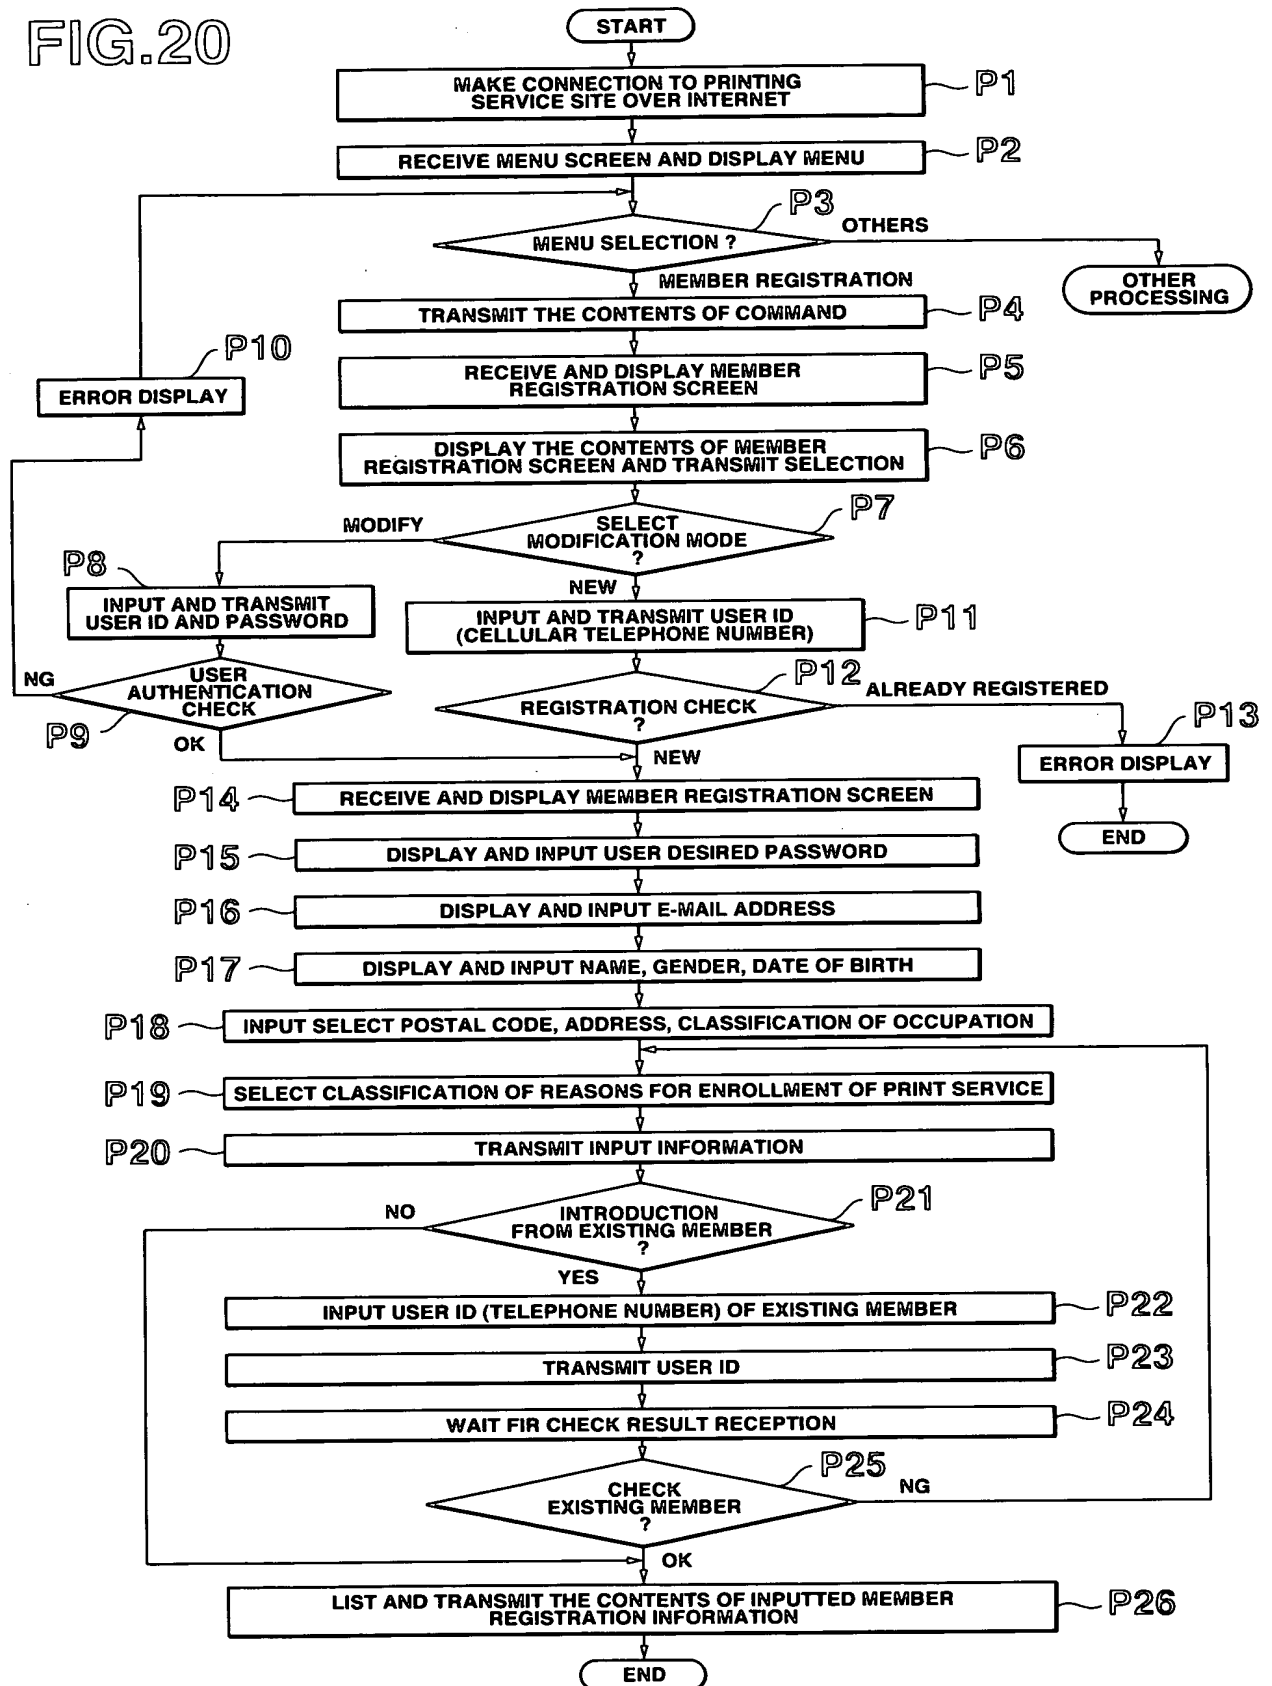 FIG.20
START
MAKE CONNECTION TO PRINTING
SERVICE SITE OVER INTERNET
P1
RECEIVE MENU SCREEN AND DISPLAY MENU
P2
P3
MENU SELECTION ?
OTHERS
OTHER
PROCESSING
MEMBER REGISTRATION
TRANSMIT THE CONTENTS OF COMMAND
P4
P10
ERROR DISPLAY
RECEIVE AND DISPLAY MEMBER
REGISTRATION SCREEN
P5
DISPLAY THE CONTENTS OF MEMBER
REGISTRATION SCREEN AND TRANSMIT SELECTION
P6
P7
MODIFY
SELECT
MODIFICATION MODE
?
NEW
P8
INPUT AND TRANSMIT
USER ID AND PASSWORD
INPUT AND TRANSMIT USER ID
(CELLULAR TELEPHONE NUMBER)
P11
NG
USER
AUTHENTICATION
CHECK
P9
OK
P12
REGISTRATION CHECK
?
ALREADY REGISTERED
NEW
P13
ERROR DISPLAY
END
P14
RECEIVE AND DISPLAY MEMBER REGISTRATION SCREEN
P15
DISPLAY AND INPUT USER DESIRED PASSWORD
P16
DISPLAY AND INPUT E-MAIL ADDRESS
P17
DISPLAY AND INPUT NAME, GENDER, DATE OF BIRTH
P18
INPUT SELECT POSTAL CODE, ADDRESS, CLASSIFICATION OF OCCUPATION
P19
SELECT CLASSIFICATION OF REASONS FOR ENROLLMENT OF PRINT SERVICE
P20
TRANSMIT INPUT INFORMATION
P21
NO
INTRODUCTION
FROM EXISTING MEMBER
?
YES
INPUT USER ID (TELEPHONE NUMBER) OF EXISTING MEMBER
P22
TRANSMIT USER ID
P23
WAIT FIR CHECK RESULT RECEPTION
P24
P25
CHECK
EXISTING MEMBER
?
NG
OK
LIST AND TRANSMIT THE CONTENTS OF INPUTTED MEMBER
REGISTRATION INFORMATION
P26
END